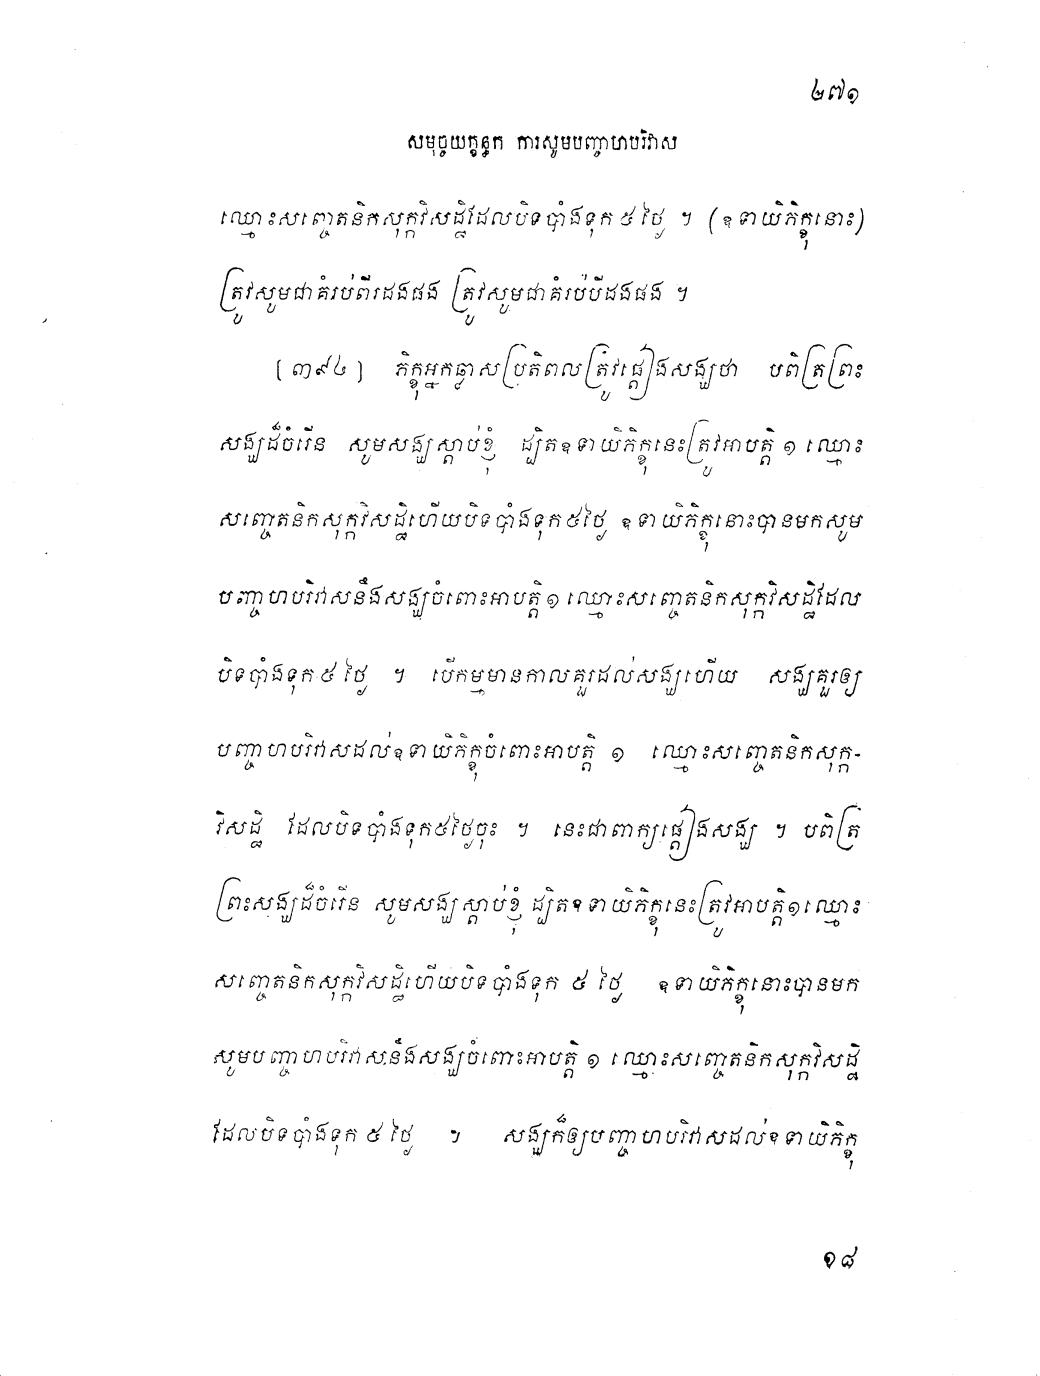 ២៧១
សមុច្ចយក្ខន្ធក ការសូមបញ្ចាហបរិវាស
ឈ្មោះសញ្ចេតនិកសុក្កវិសដ្ឋិដែលបិទបាំងទុក ៥ ថ្ងៃ ។ (ឧទាយិភិក្ខុនោះ)
ត្រូវសូមជាគំរប់ពីរដងផង ត្រូវសូមជាគំរប់បីដងផង ។
[៣៩៤] ភិក្ខុអ្នកឆ្លាសប្រតិពលត្រូវផ្តៀងសង្ឃថា បពិត្រព្រះ
សង្ឃដ៏ចំរើន សូមសង្ឃស្តាប់ខ្ញុំ ដ្បិតឧទាយិភិក្ខុនេះត្រូវអាបត្តិ ១ ឈ្មោះ
សញ្ចេតនិកសុក្កវិសដ្ឋិហើយបិទបាំងទុក ៥ថ្ងៃ ឧទាយិភិក្ខុនោះបានមកសូម
បញ្ចាហបរិវាសនឹងសង្ឃចំពោះអាបត្តិ ១ ឈ្មោះសញ្ចេតនិកសុក្កវិសដ្ឋិដែល
បិទបាំងទុក ៥ ថ្ងៃ ។ បើកម្មមានកាលគួរដល់សង្ឃហើយ សង្ឃគួរឲ្យ
បញ្ចាហបរិវាសដល់ឧទាយិភិក្ខុចំពោះអាបត្តិ ១ ឈ្មោះសញ្ចេតនិកសុក្ក-
វិសដ្ឋិ ដែលបិទបាំងទុក៥ថ្ងៃចុះ ។ នេះជាពាក្យផ្តៀងសង្ឃ ។ បពិត្រ
ព្រះសង្ឃដ៏ចំរើន សូមសង្ឃស្តាប់ខ្ញុំ ដ្បិតឧទាយិភិក្ខុនេះត្រូវអាបត្តិ១ឈ្មោះ
សញ្ចេតនិកសុក្កវិសដ្ឋិហើយបិទបាំងទុក ៥ ថ្ងៃ ឧទាយិភិក្ខុនោះបានមក
សូមបញ្ចាហបរិវាសនឹងសង្ឃចំពោះអាបត្តិ ១ ឈ្មោះសញ្ចេតនិកសុក្កវិសដ្ឋិ
ដែលបិទបាំងទុក ៥ ថ្ងៃ ។ សង្ឃក៏ឲ្យបញ្ចាហបរិវាសដល់ឧទាយិភិក្ខុ
១៨